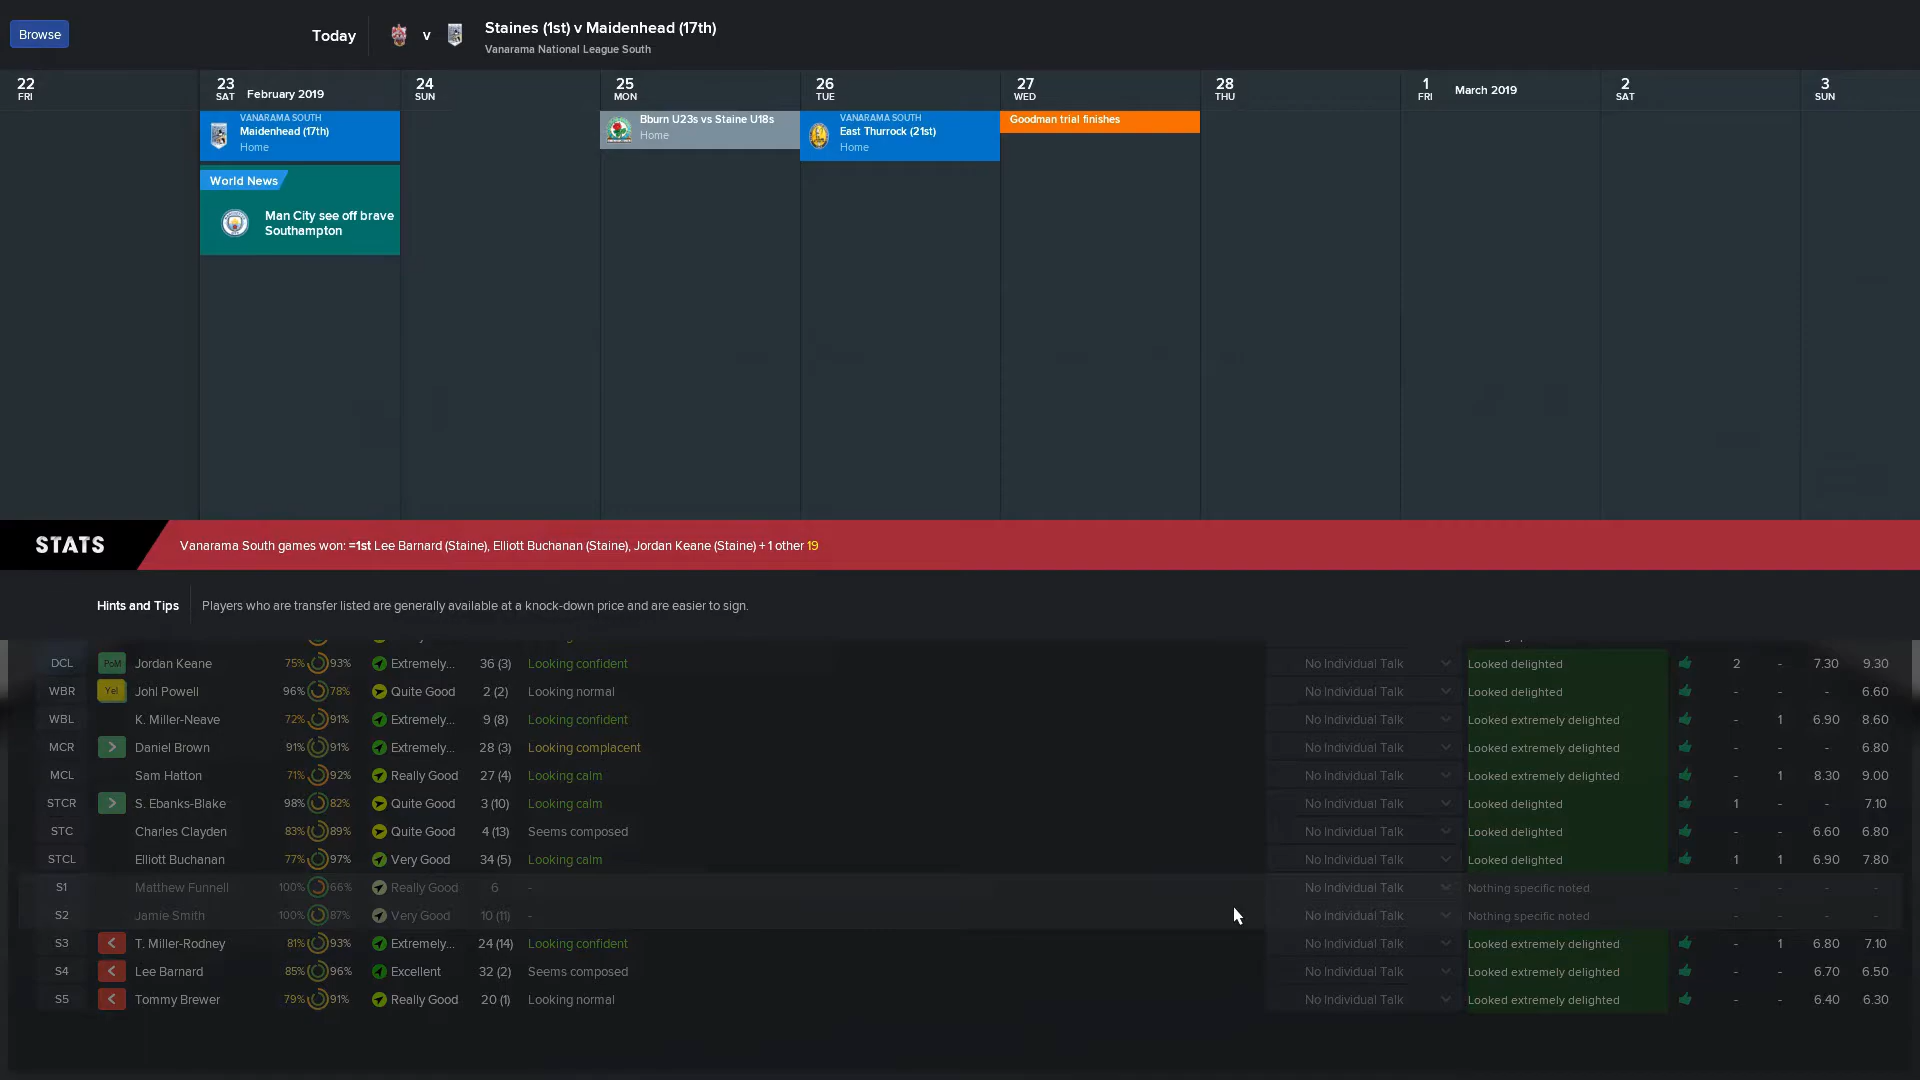 Browse
Today
v
Staines (1st) v Maidenhead (17th)
Vanarama National League South
22 FRI
23 SAT February 2019
24 SUN
25 MON
26 TUE
27 WED
28 THU
1 FRI March 2019
2 SAT
3 SUN
VANARAMA SOUTH
Maidenhead (17th)
Home
Bburn U23s vs Staine U18s
Home
VANARAMA SOUTH
East Thurrock (21st)
Home
Goodman trial finishes
World News
Man City see off brave
Southampton
STATS
Vanarama South games won: =1st Lee Barnard (Staine), Elliott Buchanan (Staine), Jordan Keane (Staine) + 1 other 19
Hints and Tips
Players who are transfer listed are generally available at a knock-down price and are easier to sign.
DCL PoM Jordan Keane 75% 93% Extremely... 36 (3) Looking confident No Individual Talk Looked delighted 2 - 7.30 9.30
WBR Yel Johl Powell 96% 78% Quite Good 2 (2) Looking normal No Individual Talk Looked delighted - - - 6.60
WBL K. Miller-Neave 72% 91% Extremely... 9 (8) Looking confident No Individual Talk Looked extremely delighted - 1 6.90 8.60
MCR Daniel Brown 91% 91% Extremely... 28 (3) Looking complacent No Individual Talk Looked extremely delighted - - - 6.80
MCL Sam Hatton 71% 92% Really Good 27 (4) Looking calm No Individual Talk Looked extremely delighted - 1 8.30 9.00
STCR S. Ebanks-Blake 98% 82% Quite Good 3 (10) Looking calm No Individual Talk Looked delighted 1 - - 7.10
STC Charles Clayden 83% 89% Quite Good 4 (13) Seems composed No Individual Talk Looked delighted - - 6.60 6.80
STCL Elliott Buchanan 77% 97% Very Good 34 (5) Looking calm No Individual Talk Looked delighted 1 1 6.90 7.80
S1 Matthew Funnell 100% 66% Really Good 6 - No Individual Talk Nothing specific noted - - - -
S2 Jamie Smith 100% 87% Very Good 10 (11) - No Individual Talk Nothing specific noted - - - -
S3 T. Miller-Rodney 81% 93% Extremely... 24 (14) Looking confident No Individual Talk Looked extremely delighted - 1 6.80 7.10
S4 Lee Barnard 85% 96% Excellent 32 (2) Seems composed No Individual Talk Looked extremely delighted - - 6.70 6.50
S5 Tommy Brewer 79% 91% Really Good 20 (1) Looking normal No Individual Talk Looked extremely delighted - - 6.40 6.30